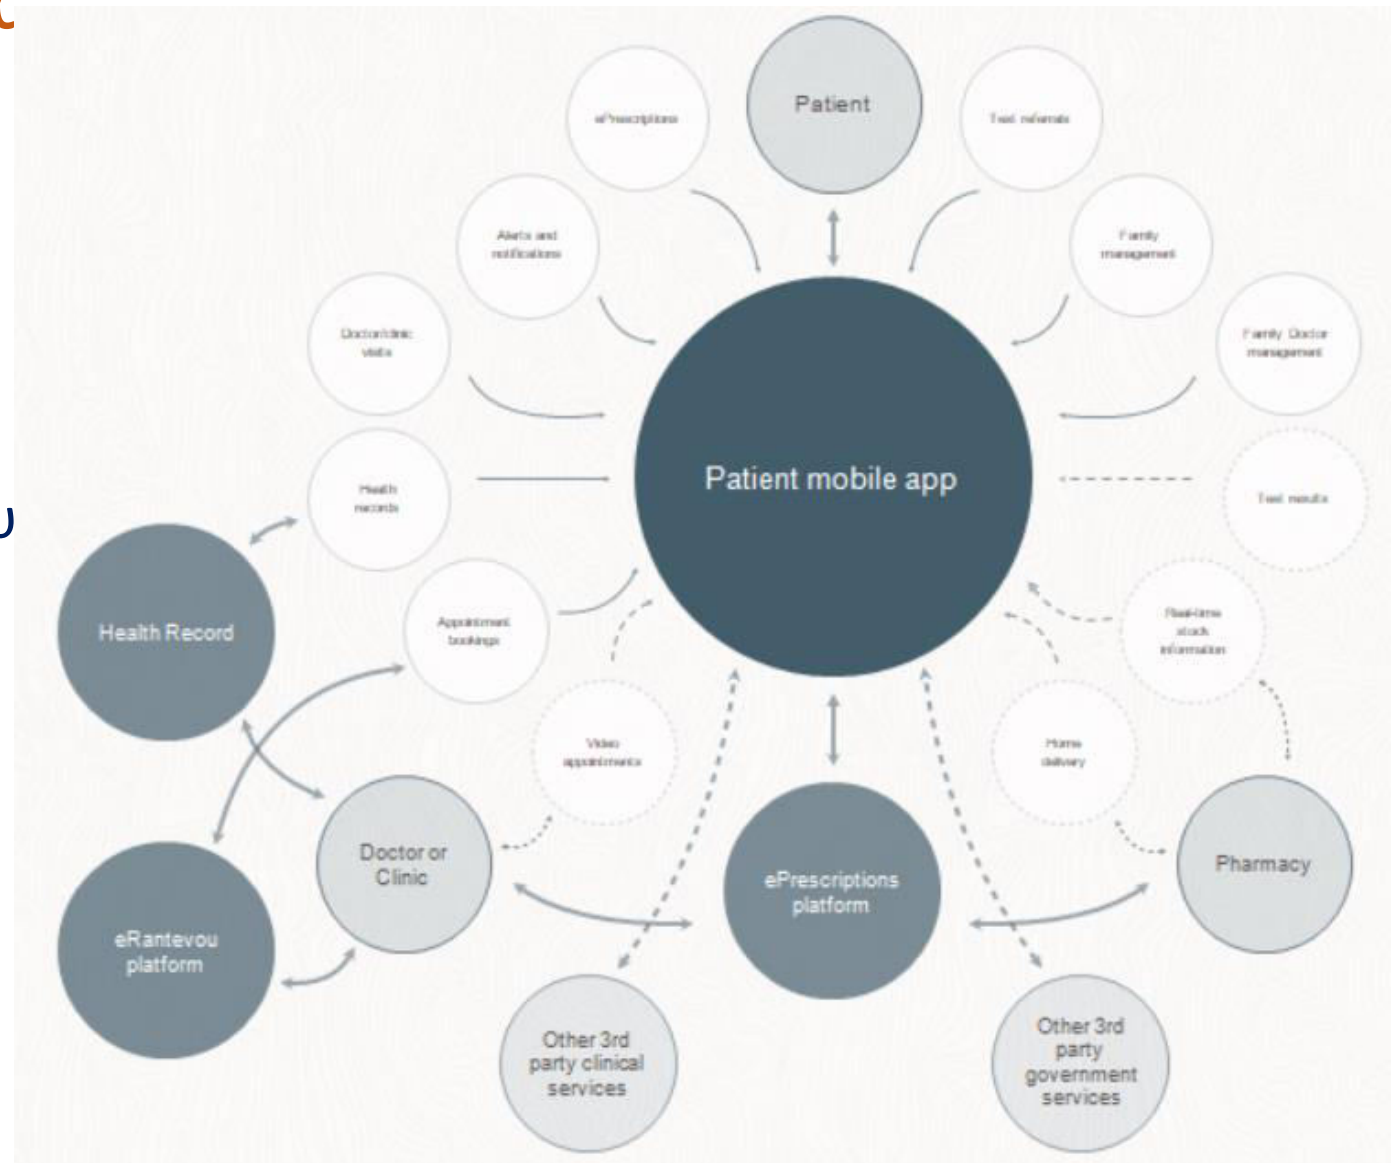 Patient
ePrescriptions
Test referrals
Alerts and
notifications
Family
management
Doctor/clinic
visits
Family Doctor
management
Patient mobile app
Health
records
Test results
Health Record
Appointment
bookings
Real-time
stock
information
Video
appointments
Home
delivery
Doctor or
Clinic
ePrescriptions
platform
Pharmacy
eRantevou
platform
Other 3rd
party clinical
services
Other 3rd
party
government
services